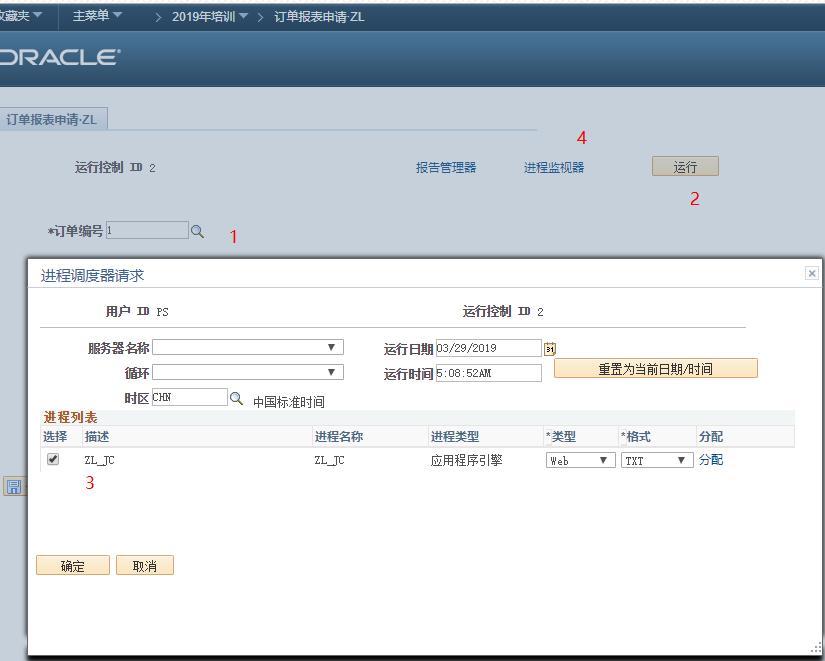 收藏夹 主菜单 > 2019年培训 > 订单报表申请·ZL
ORACLE®
订单报表申请·ZL
4
运行控制 ID 2 报告管理器 进程监视器 运行
2
*订单编号 1
1
进程调度器请求
用户 ID PS 运行控制 ID 2
服务器名称 运行日期 03/29/2019 31
循环 运行时间 5:08:52AM 重置为当前日期/时间
时区 CHN 中国标准时间
进程列表
选择 描述 进程名称 进程类型 *类型 *格式 分配
ZL_JC ZL_JC 应用程序引擎 Web TXT 分配
3
确定 取消